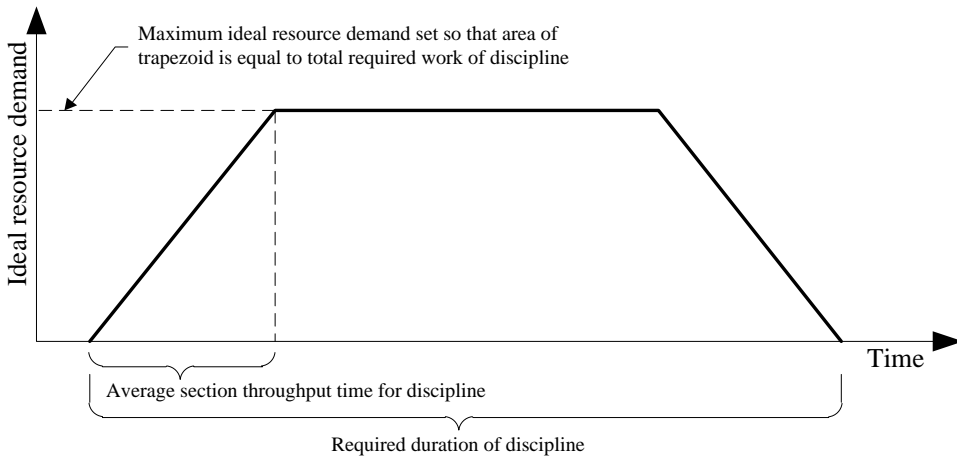 Maximum ideal resource demand set so that area of
trapezoid is equal to total required work of discipline
Ideal resource demand
Time
Average section throughput time for discipline
Required duration of discipline